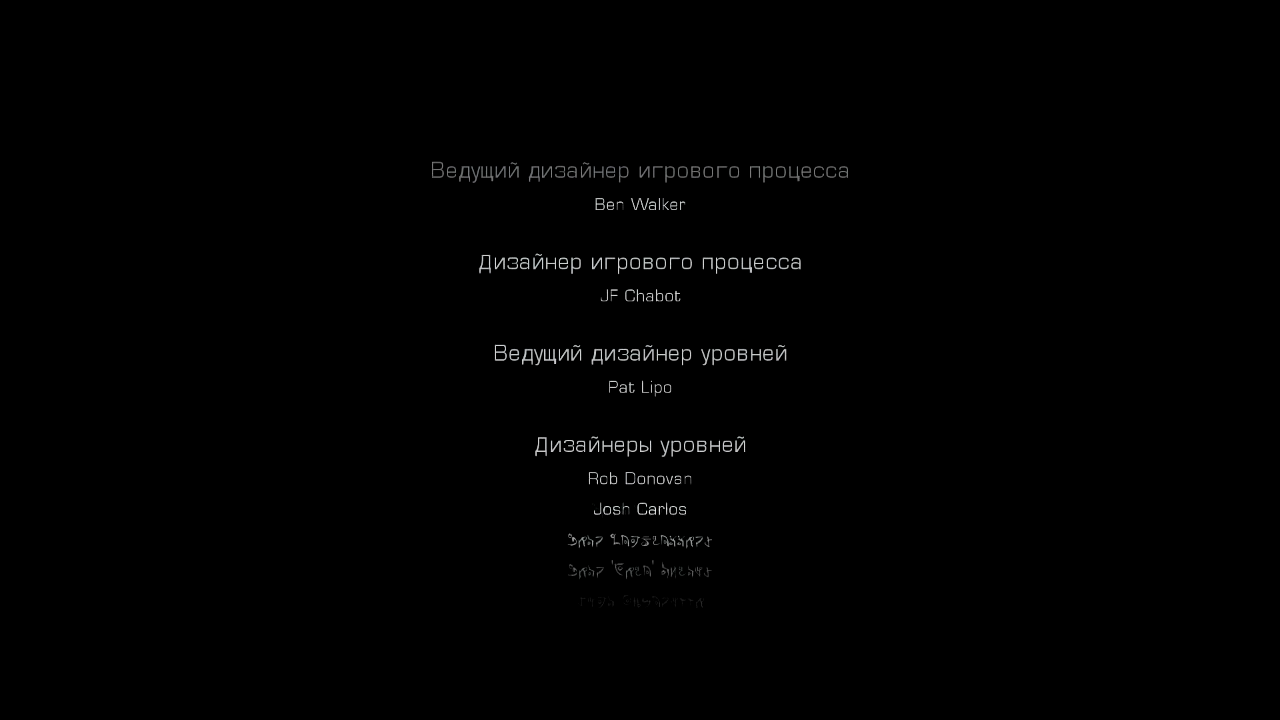 Ведущий дизайнер игрового процесса
Ben Walker
Дизайнер игрового процесса
JF Chabot
Ведущий дизайнер уровней
Pat Lipo
Дизайнеры уровней
Rob Donovan
Josh Carlos